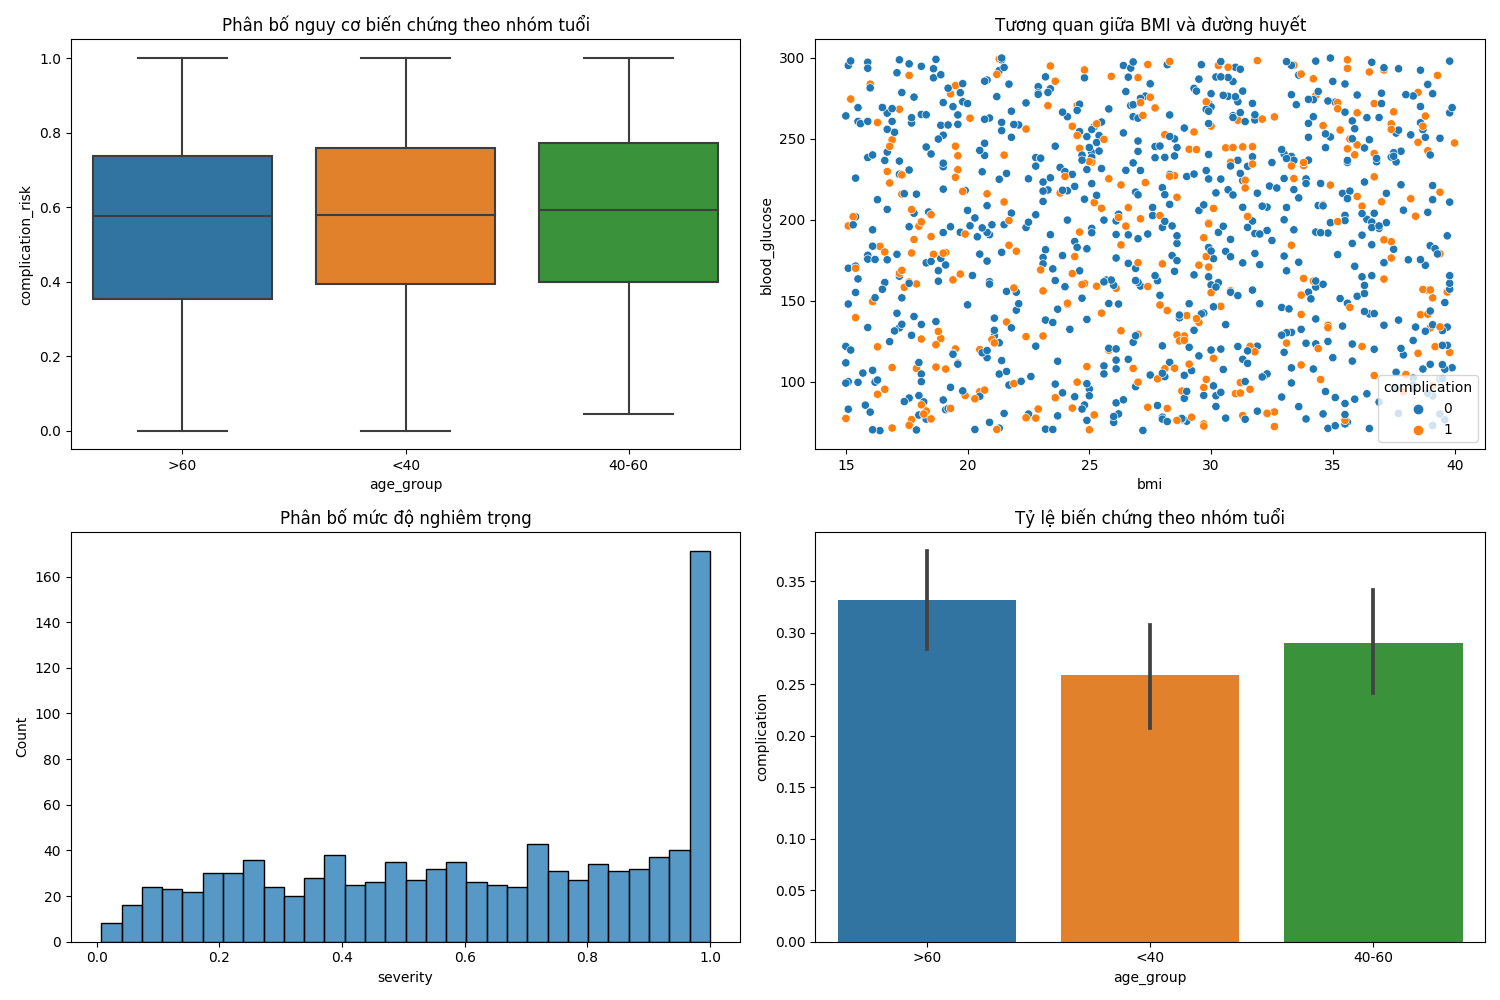 Phân bố nguy cơ biến chứng theo nhóm tuổi
complication_risk
1.0
0.8
0.6
0.4
0.2
0.0
>60 <40 40-60
age_group
Tương quan giữa BMI và đường huyết
blood_glucose
300
250
200
150
100
complication
0
1
15 20 25 30 35 40
bmi
Phân bố mức độ nghiêm trọng
Count
160
140
120
100
80
60
40
20
0
0.0 0.2 0.4 0.6 0.8 1.0
severity
Tỷ lệ biến chứng theo nhóm tuổi
complication
0.35
0.30
0.25
0.20
0.15
0.10
0.05
0.00
>60 <40 40-60
age_group